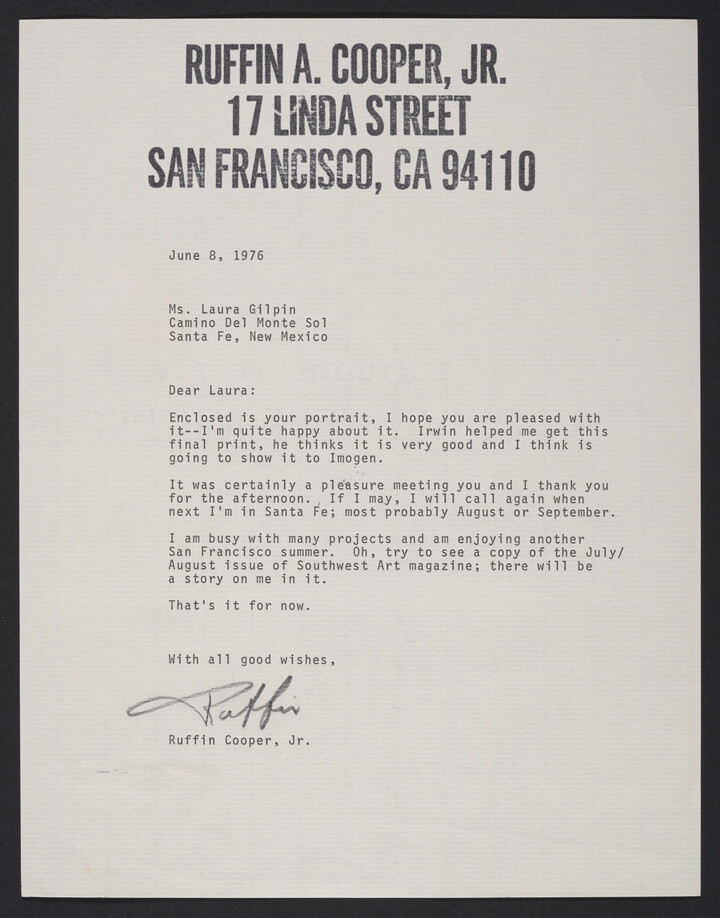 RUFFIN A. COOPER, JR.
17 LINDA STREET
SAN FRANCISCO, CA 94110
June 8, 1976
Ms. Laura Gilpin
Camino Del Monte Sol
Santa Fe, New Mexico
Dear Laura:
Enclosed is your portrait, I hope you are pleased with
it--I'm quite happy about it.  Irwin helped me get this
final print, he thinks it is very good and I think is
going to show it to Imogen.
It was certainly a pleasure meeting you and I thank you
for the afternoon.  If I may, I will call again when
next I'm in Santa Fe; most probably August or September.
I am busy with many projects and am enjoying another
San Francisco summer.  Oh, try to see a copy of the July/
August issue of Southwest Art magazine; there will be
a story on me in it.
That's it for now.
With all good wishes,
Ruffin
Ruffin Cooper, Jr.